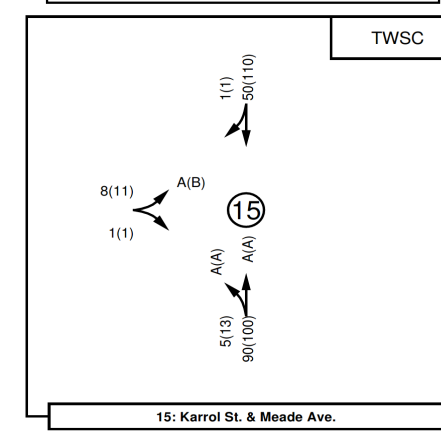 TWSC
1(1)
50(110)
8(11)
A(B)
1(1)
15
A(A)
A(A)
5(13)
90(100)
15: Karrol St. & Meade Ave.